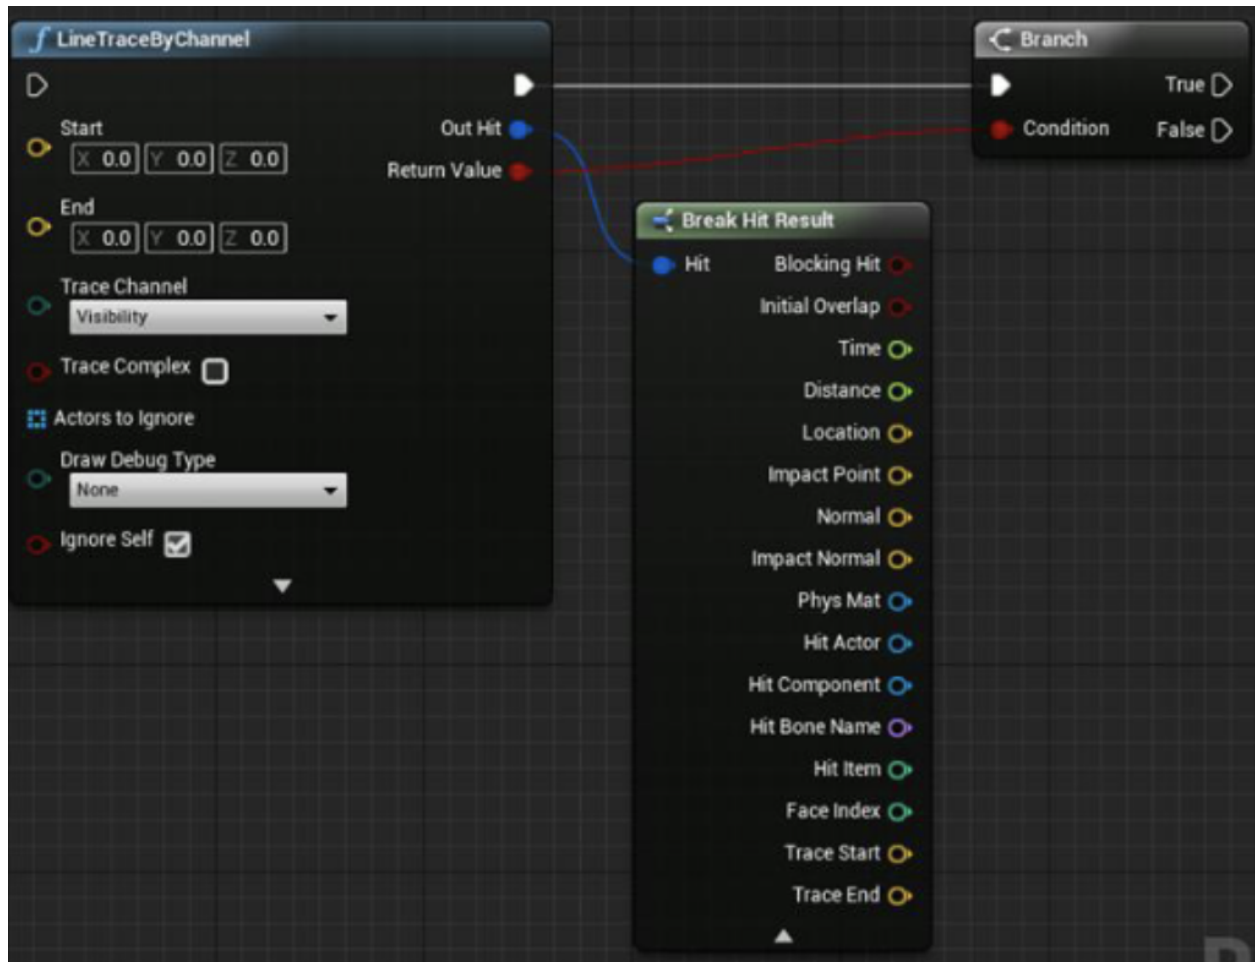 LineTraceByChannel
Start
X 0.0 Y 0.0 Z 0.0
Out Hit
Return Value
End
X 0.0 Y 0.0 Z 0.0
Trace Channel
Visibility
Trace Complex
Actors to Ignore
Draw Debug Type
None
Ignore Self
Branch
True
Condition
False
Break Hit Result
Hit
Blocking Hit
Initial Overlap
Time
Distance
Location
Impact Point
Normal
Impact Normal
Phys Mat
Hit Actor
Hit Component
Hit Bone Name
Hit Item
Face Index
Trace Start
Trace End